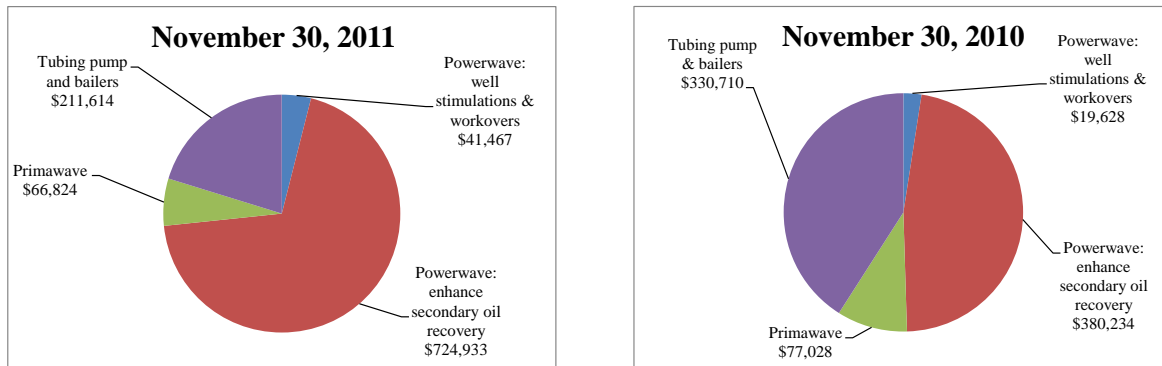 November 30, 2011
Tubing pump
and bailers
$211,614
Powerwave:
well
stimulations &
workovers
$41,467
Primawave
$66,824
Powerwave:
enhance
secondary oil
recovery
$724,933
November 30, 2010
Tubing pump
& bailers
$330,710
Powerwave:
well
stimulations &
workovers
$19,628
Powerwave:
enhance
secondary oil
recovery
$380,234
Primawave
$77,028